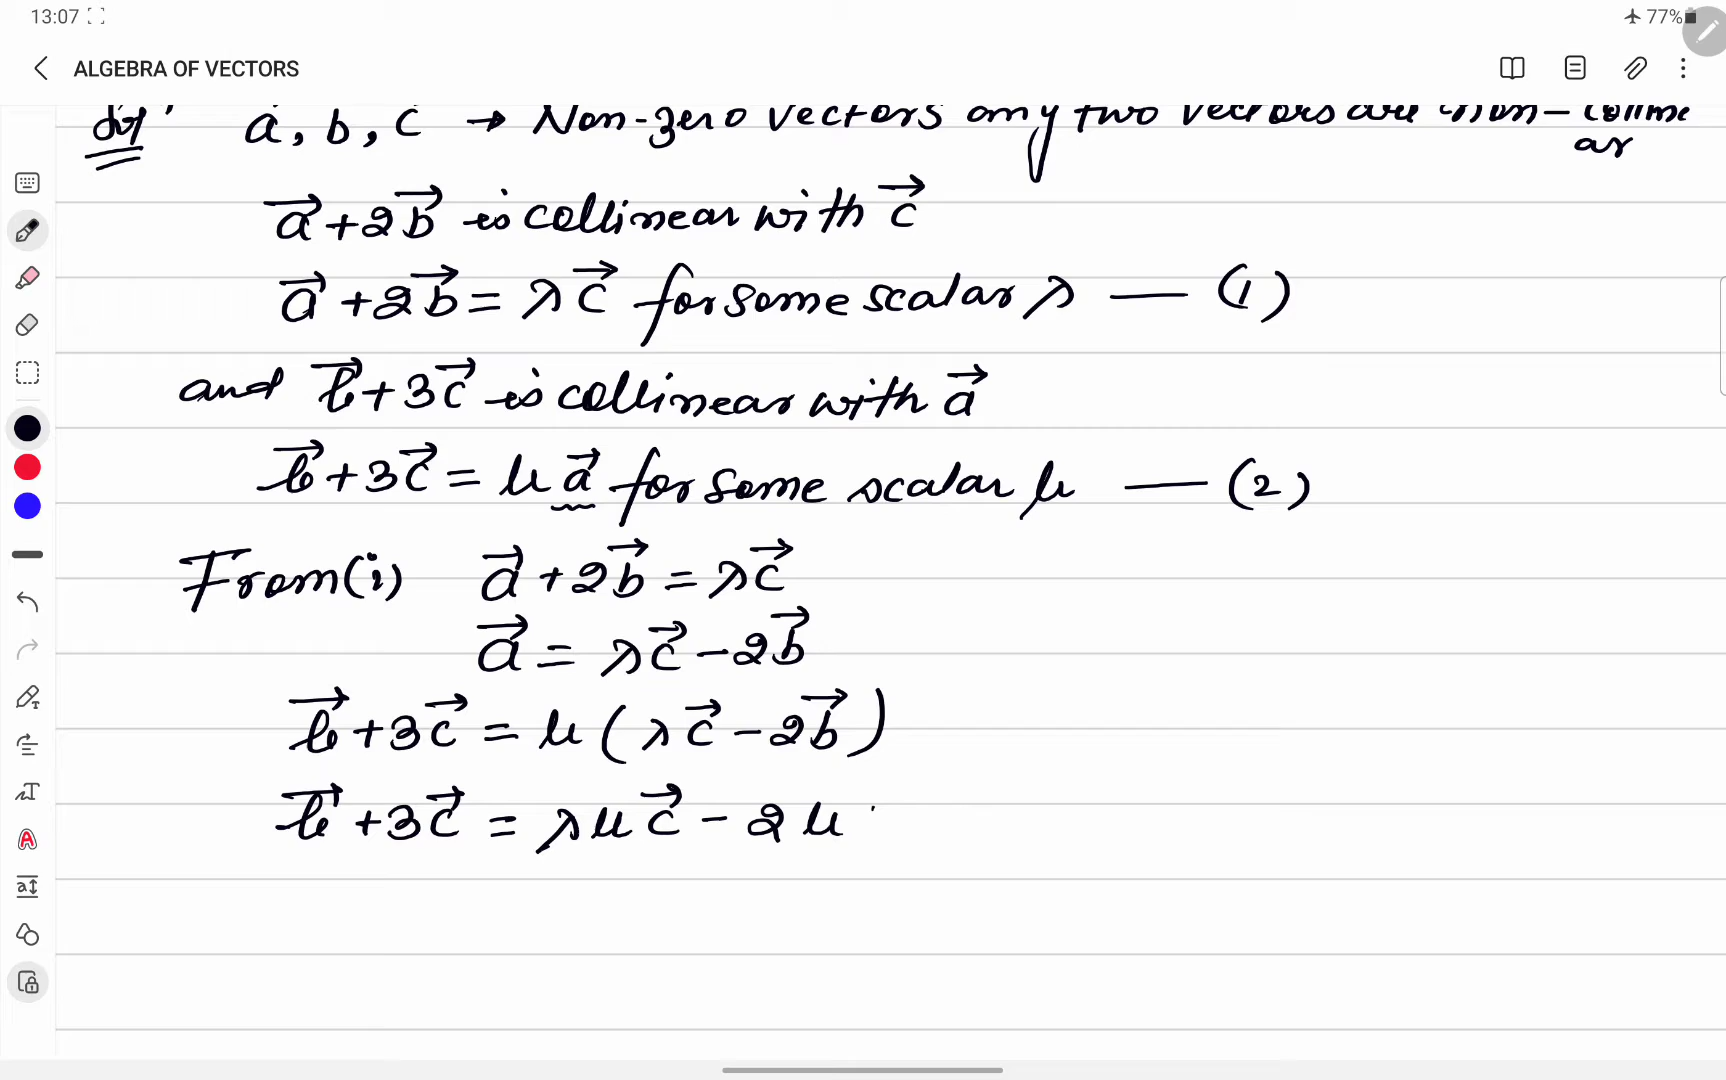 13:07
77%
ALGEBRA OF VECTORS
a, b, c → Non-zero vectors any two vectors are non-
ar
a⃗ + 2b⃗ is collinear with c⃗
a⃗ + 2b⃗ = λc⃗ for some scalar λ — (1)
and b⃗ + 3c⃗ is collinear with a⃗
b⃗ + 3c⃗ = μa⃗ for some scalar μ — (2)
From (i) a⃗ + 2b⃗ = λc⃗
a⃗ = λc⃗ - 2b⃗
b⃗ + 3c⃗ = μ(λc⃗ - 2b⃗)
b⃗ + 3c⃗ = λμc⃗ - 2μ